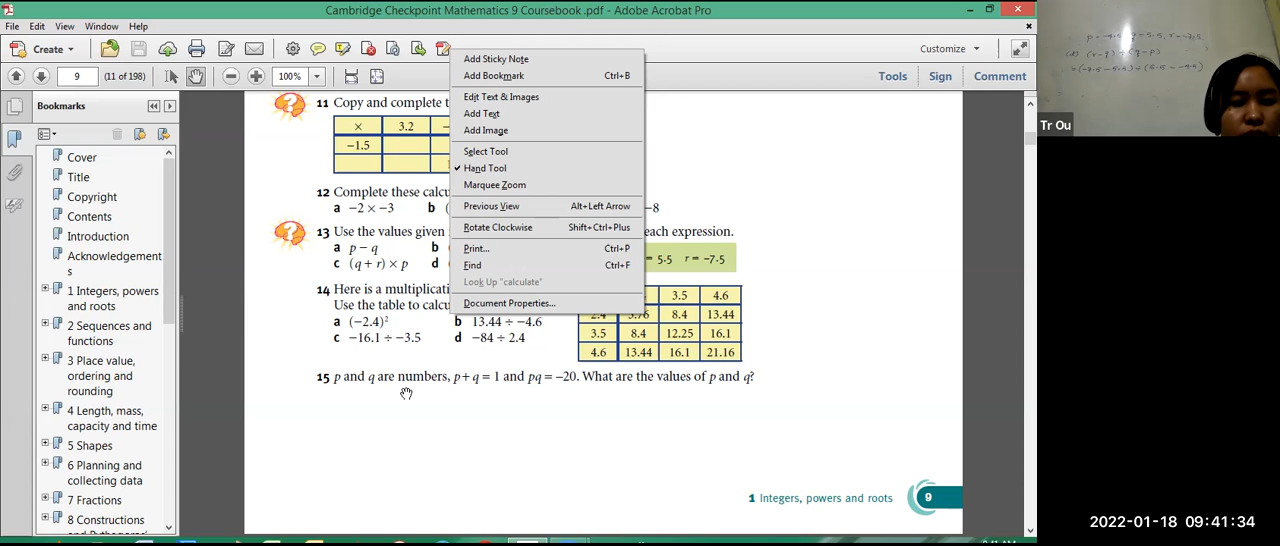 Cambridge Checkpoint Mathematics 9 Coursebook .pdf - Adobe Acrobat Pro
File Edit View Window Help
Create
Customize
9 (11 of 198) 100%
Tools Sign Comment
Bookmarks
Cover
Title
Copyright
Contents
Introduction
Acknowledgement
s
1 Integers, powers
and roots
2 Sequences and
functions
3 Place value,
ordering and
rounding
4 Length, mass,
capacity and time
5 Shapes
6 Planning and
collecting data
7 Fractions
8 Constructions
Add Sticky Note
Add Bookmark Ctrl+B
Edit Text & Images
Add Text
Add Image
Select Tool
Hand Tool
Marquee Zoom
Previous View Alt+Left Arrow
Rotate Clockwise Shift+Ctrl+Plus
Print... Ctrl+P
Find Ctrl+F
Look Up "calculate"
Document Properties...
11 Copy and complete t
× 3.2
−1.5
12 Complete these calcu
a −2 × −3 b −8
13 Use the values given each expression.
a p − q b
c (q + r) × p d
= 5.5 r = −7.5
14 Here is a multiplicati
Use the table to calcu
a (−2.4)² b 13.44 ÷ −4.6
c −16.1 ÷ −3.5 d −84 ÷ 2.4
3.5 4.6
8.4 13.44
3.5 8.4 12.25 16.1
4.6 13.44 16.1 21.16
15 p and q are numbers, p + q = 1 and pq = −20. What are the values of p and q?
1 Integers, powers and roots 9
Tr Ou
2022-01-18 09:41:34